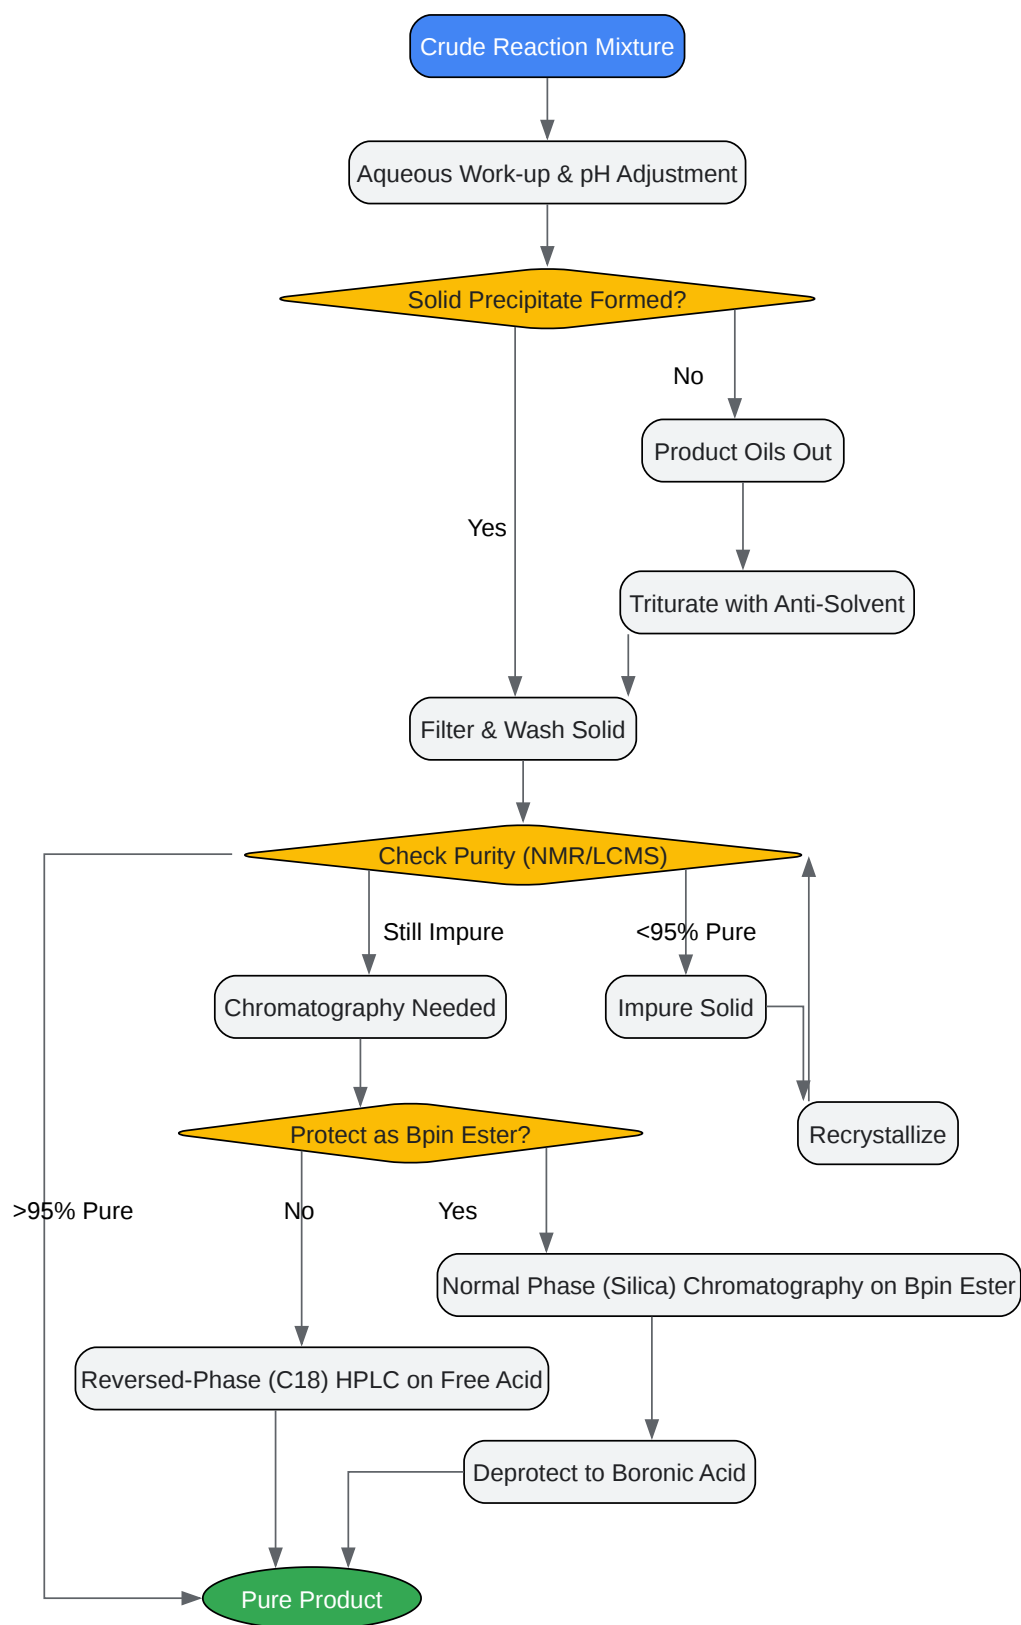 Crude Reaction Mixture
Aqueous Work-up & pH Adjustment
Solid Precipitate Formed?
No
Product Oils Out
Yes
Triturate with Anti-Solvent
Filter & Wash Solid
Check Purity (NMR/LCMS)
Still Impure
<95% Pure
Chromatography Needed
Impure Solid
Protect as Bpin Ester?
Recrystallize
>95% Pure
No
Yes
Normal Phase (Silica) Chromatography on Bpin Ester
Reversed-Phase (C18) HPLC on Free Acid
Deprotect to Boronic Acid
Pure Product